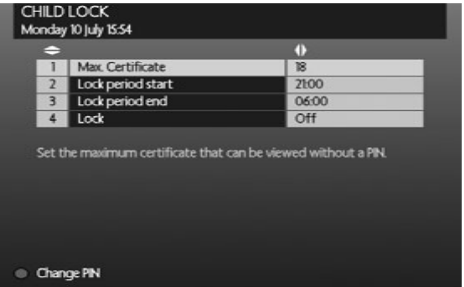 CHILD LOCK
Monday 10 July 15:54
1 Max. Certificate 18
2 Lock period start 21:00
3 Lock period end 06:00
4 Lock Off
Set the maximum certificate that can be viewed without a PIN.
Change PIN